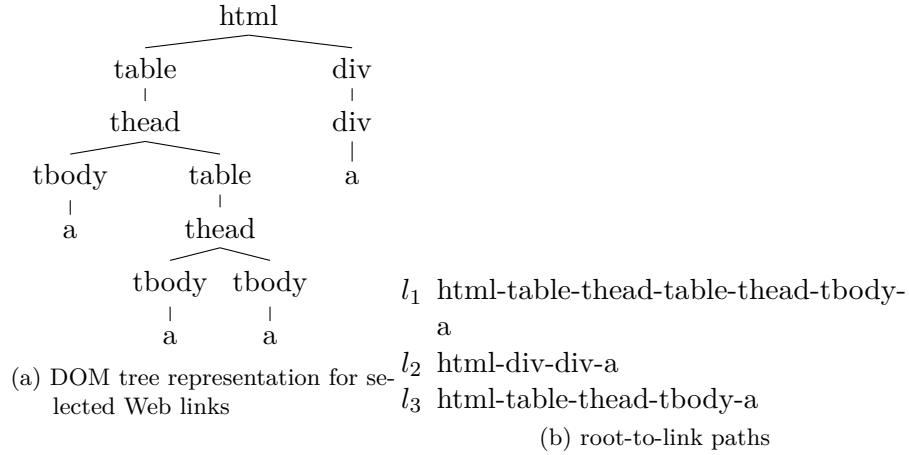 html
table div
thead div
tbody table a
a thead
tbody tbody
a a
(a) DOM tree representation for se-
lected Web links
l1 html-table-thead-table-thead-tbody-
a
l2 html-div-div-a
l3 html-table-thead-tbody-a
(b) root-to-link paths